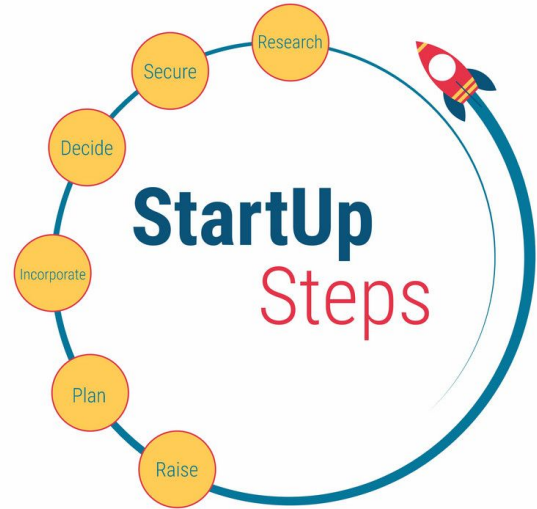 Research
Secure
Decide
Incorporate
Plan
Raise
StartUp
Steps